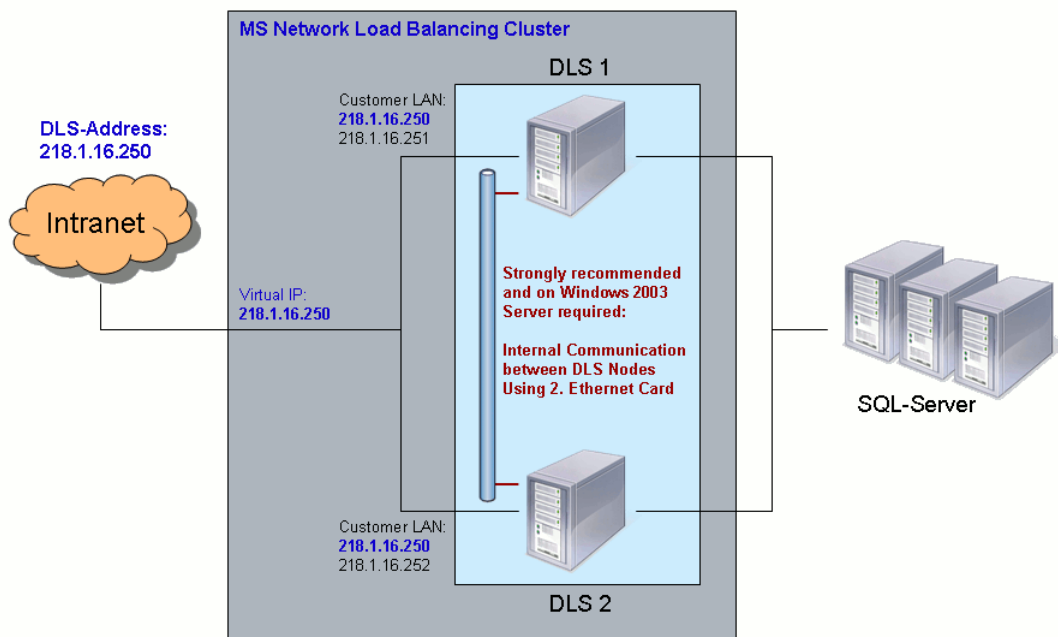 MS Network Load Balancing Cluster
DLS 1
Customer LAN:
218.1.16.250
218.1.16.251
DLS-Address:
218.1.16.250
Intranet
Virtual IP:
218.1.16.250
Strongly recommended
and on Windows 2003
Server required:
Internal Communication
between DLS Nodes
Using 2. Ethernet Card
SQL-Server
Customer LAN:
218.1.16.250
218.1.16.252
DLS 2